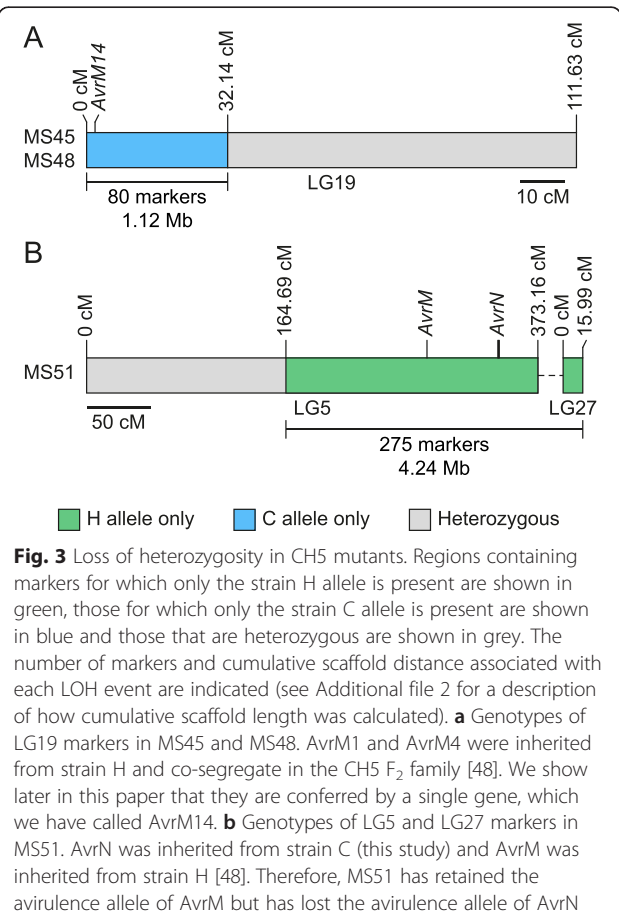 A
0 cM
AvrM14
32.14 cM
111.63 cM
MS45
MS48
LG19
80 markers
1.12 Mb
10 cM
B
0 cM
164.69 cM
AvrM
AvrN
373.16 cM
0 cM
15.99 cM
MS51
50 cM
LG5
LG27
275 markers
4.24 Mb
H allele only
C allele only
Heterozygous
Fig. 3 Loss of heterozygosity in CH5 mutants. Regions containing
markers for which only the strain H allele is present are shown in
green, those for which only the strain C allele is present are shown
in blue and those that are heterozygous are shown in grey. The
number of markers and cumulative scaffold distance associated with
each LOH event are indicated (see Additional file 2 for a description
of how cumulative scaffold length was calculated). a Genotypes of
LG19 markers in MS45 and MS48. AvrM1 and AvrM4 were inherited
from strain H and co-segregate in the CH5 F2 family [48]. We show
later in this paper that they are conferred by a single gene, which
we have called AvrM14. b Genotypes of LG5 and LG27 markers in
MS51. AvrN was inherited from strain C (this study) and AvrM was
inherited from strain H [48]. Therefore, MS51 has retained the
avirulence allele of AvrM but has lost the avirulence allele of AvrN